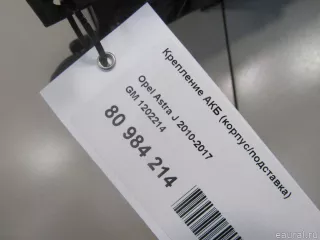 Крепление АКБ (корпус/подставка)
Opel Astra J 2010-2017
GM 1202214
80 984 214